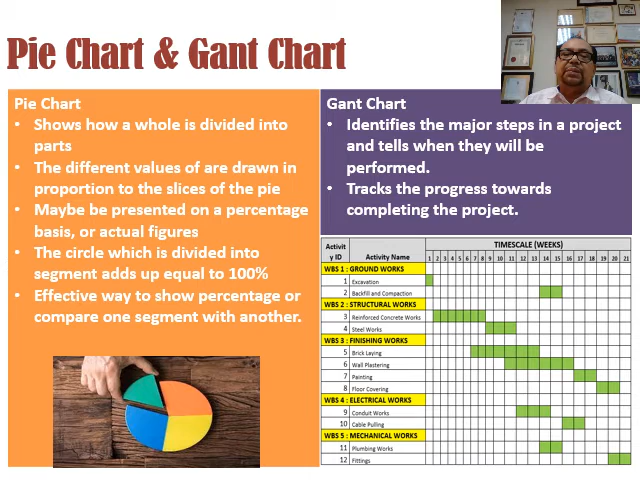 Pie Chart & Gant Chart
Pie Chart
• Shows how a whole is divided into
parts
• The different values of are drawn in
proportion to the slices of the pie
• Maybe be presented on a percentage
basis, or actual figures
• The circle which is divided into
segment adds up equal to 100%
• Effective way to show percentage or
compare one segment with another.
Gant Chart
• Identifies the major steps in a project
and tells when they will be
performed.
• Tracks the progress towards
completing the project.
Activit
y ID
Activity Name
TIMESCALE (WEEKS)
1 2 3 4 5 6 7 8 9 10 11 12 13 14 15 16 17 18 19 20 21
WBS 1 : GROUND WORKS
1 Excavation
2 Backfill and Compaction
WBS 2 : STRUCTURAL WORKS
3 Reinforced Concrete Works
4 Steel Works
WBS 3 : FINISHING WORKS
5 Brick Laying
6 Wall Plastering
7 Painting
8 Floor Covering
WBS 4 : ELECTRICAL WORKS
9 Conduit Works
10 Cable Pulling
WBS 5 : MECHANICAL WORKS
11 Plumbing Works
12 Fittings